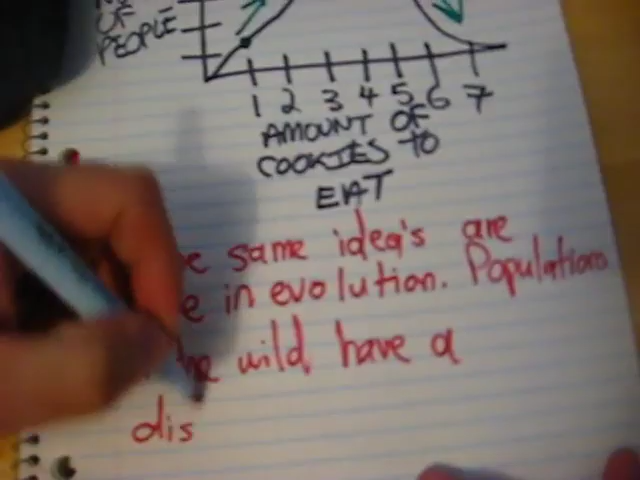 OF
PEOPLE
1 2 3 4 5 6 7
AMOUNT OF
COOKIES TO
EAT
same idea's are
in evolution. Populations
wild, have a
dis